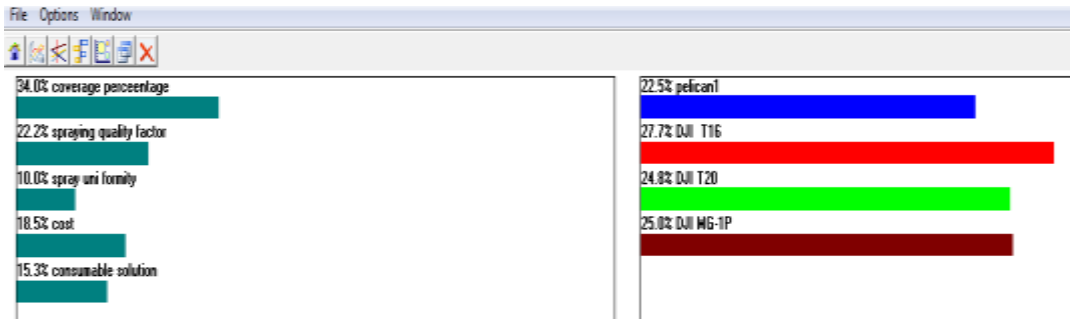 File Options Window
34.0% coverage perceentage
22.2% spraying quality factor
10.0% spray uni formity
18.5% cost
15.3% consumable solution
22.5% pelican1
27.7% DJI T16
24.8% DJI T20
25.0% DJI MG-1P